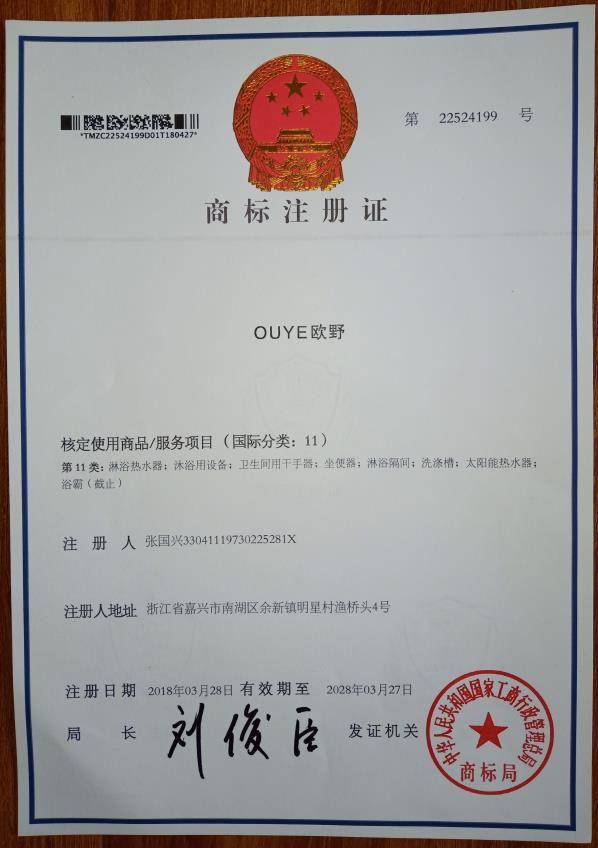 第 22524199 号
*TMZC22524199D01T180427*
商标注册证
OUYE欧野
核定使用商品/服务项目(国际分类:11)
第11类:淋浴热水器;沐浴用设备;卫生间用干手器;坐便器;淋浴隔间;洗涤槽;太阳能热水器;
浴霸(截止)
注册人 张国兴33041119730225281X
注册人地址 浙江省嘉兴市南湖区余新镇明星村渔桥头4号
注册日期 2018年03月28日 有效期至 2028年03月27日
局长 刘俊臣 发证机关
中华人民共和国国家工商行政管理总局
商标局